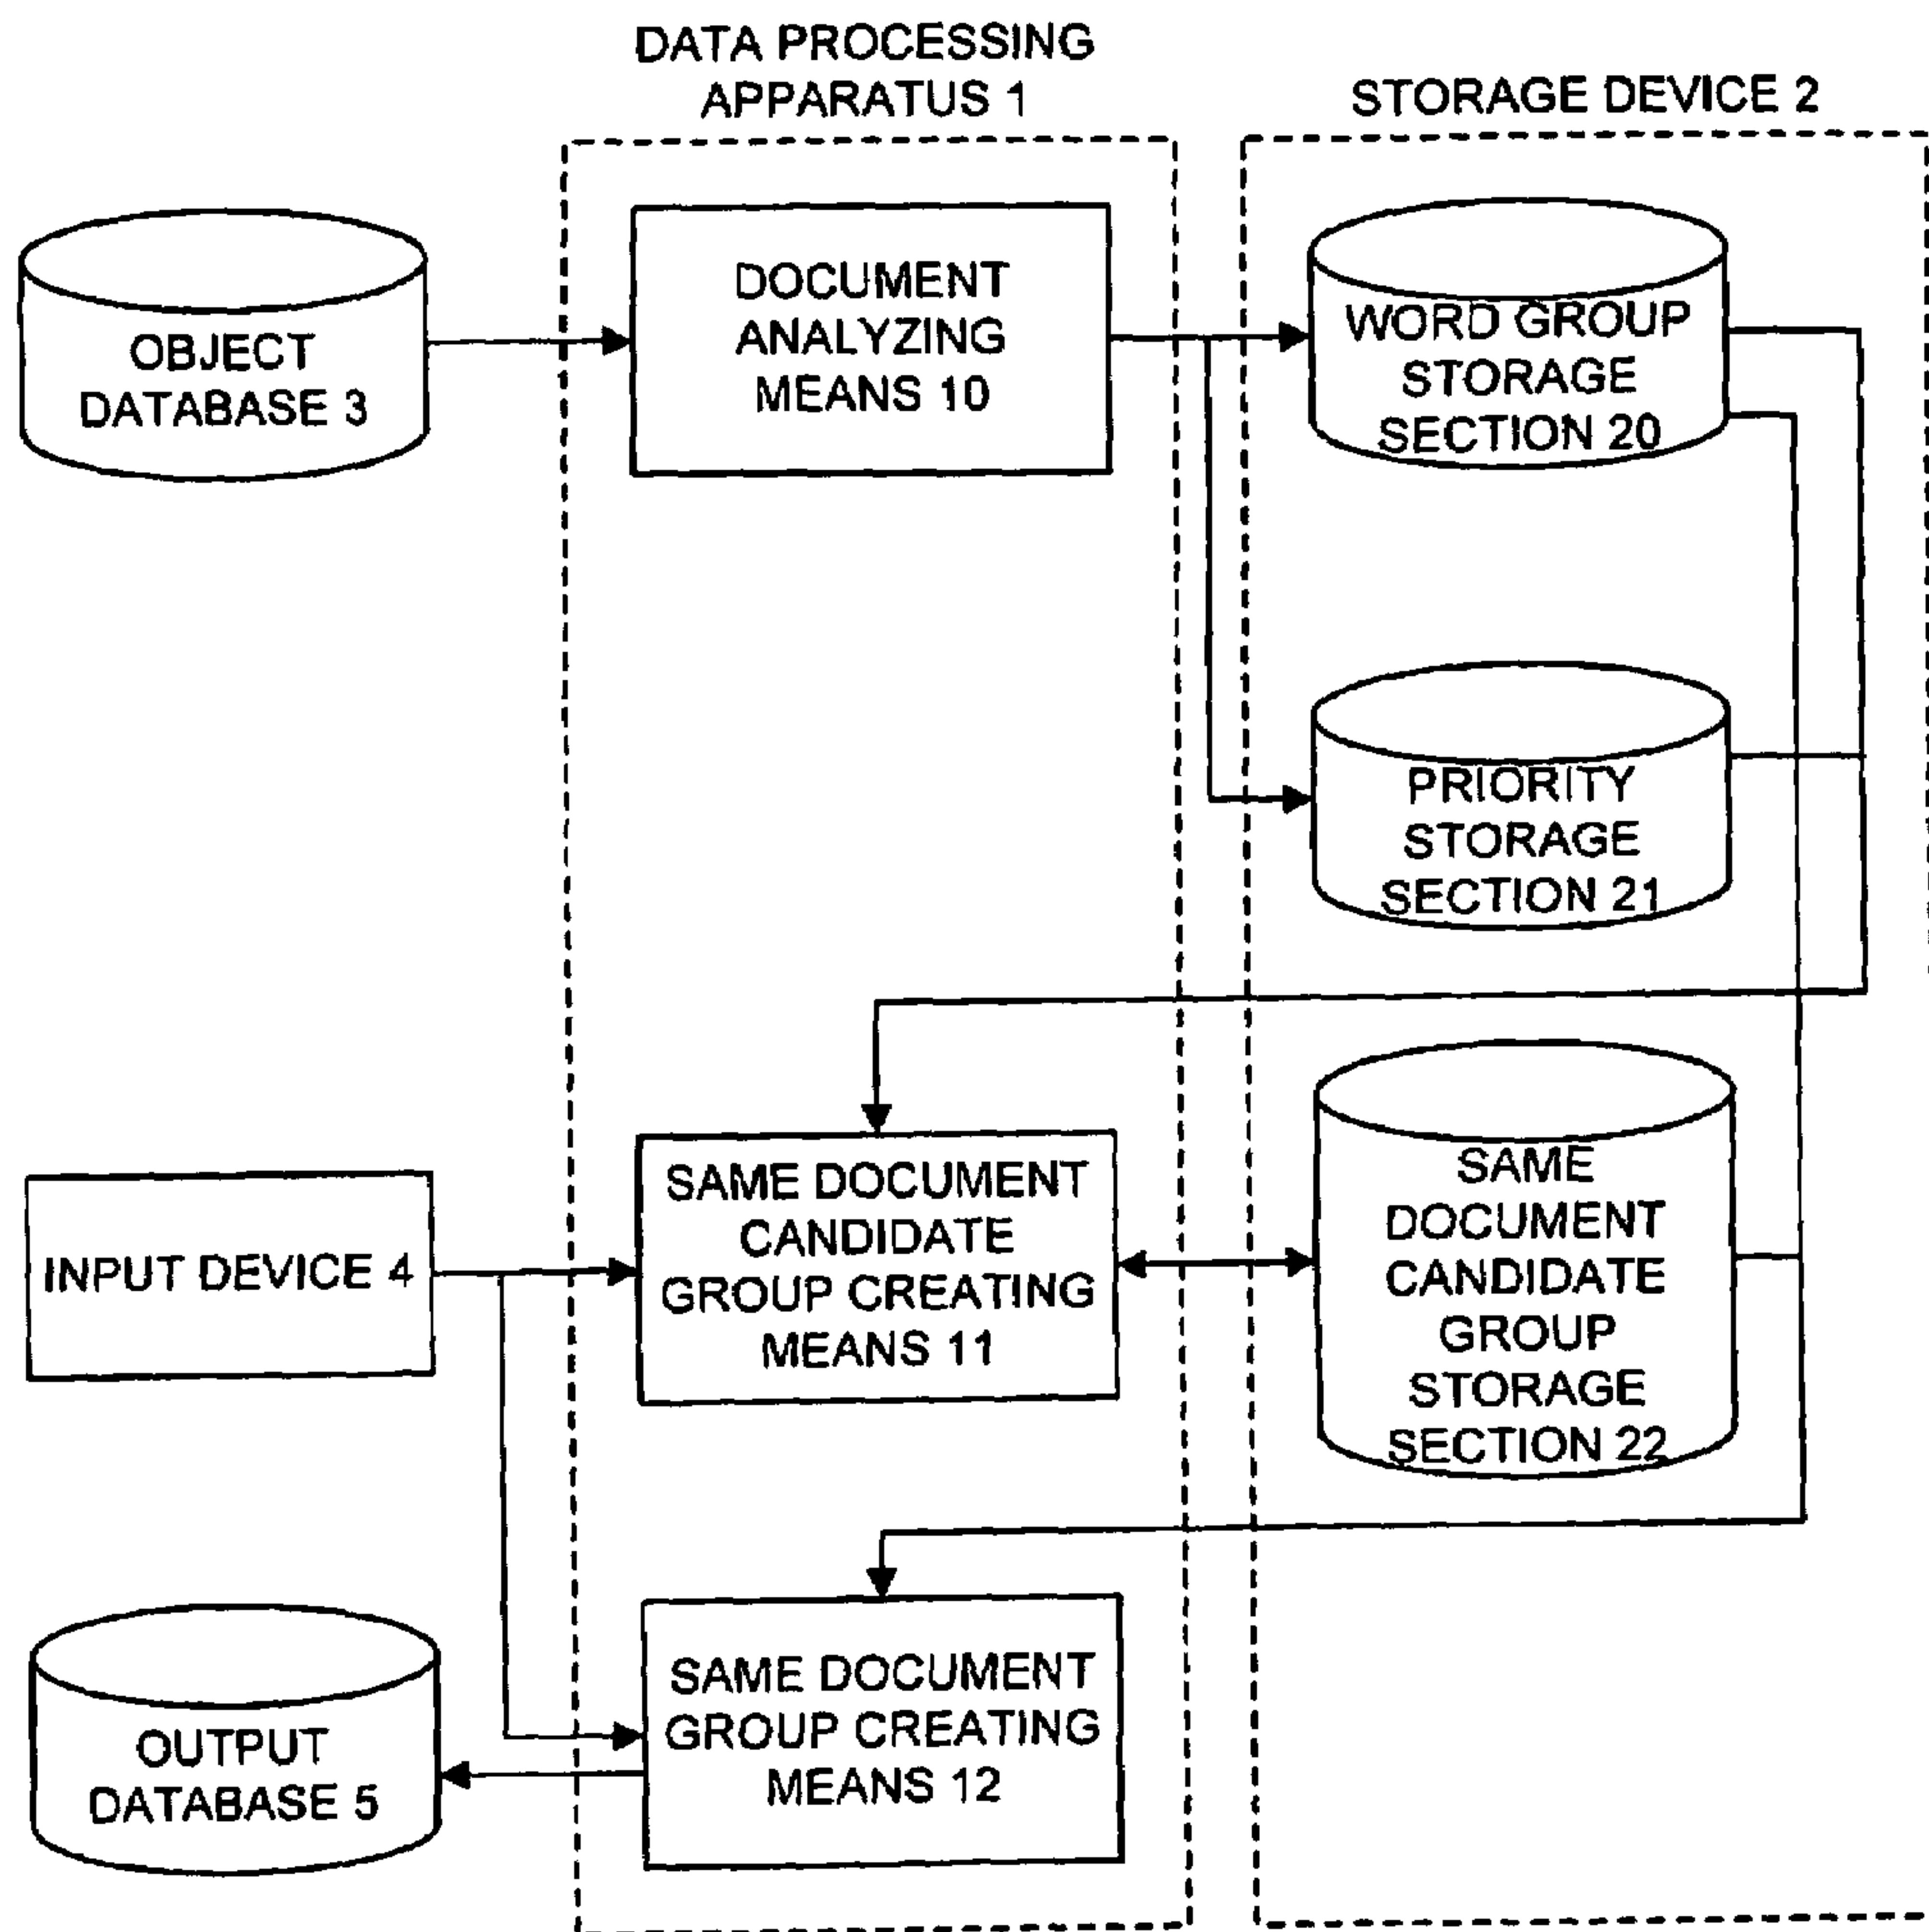 DATA PROCESSING
APPARATUS 1
STORAGE DEVICE 2
OBJECT
DATABASE 3
DOCUMENT
ANALYZING
MEANS 10
WORD GROUP
STORAGE
SECTION 20
PRIORITY
STORAGE
SECTION 21
INPUT DEVICE 4
SAME DOCUMENT
CANDIDATE
GROUP CREATING
MEANS 11
SAME
DOCUMENT
CANDIDATE
GROUP
STORAGE
SECTION 22
OUTPUT
DATABASE 5
SAME DOCUMENT
GROUP CREATING
MEANS 12